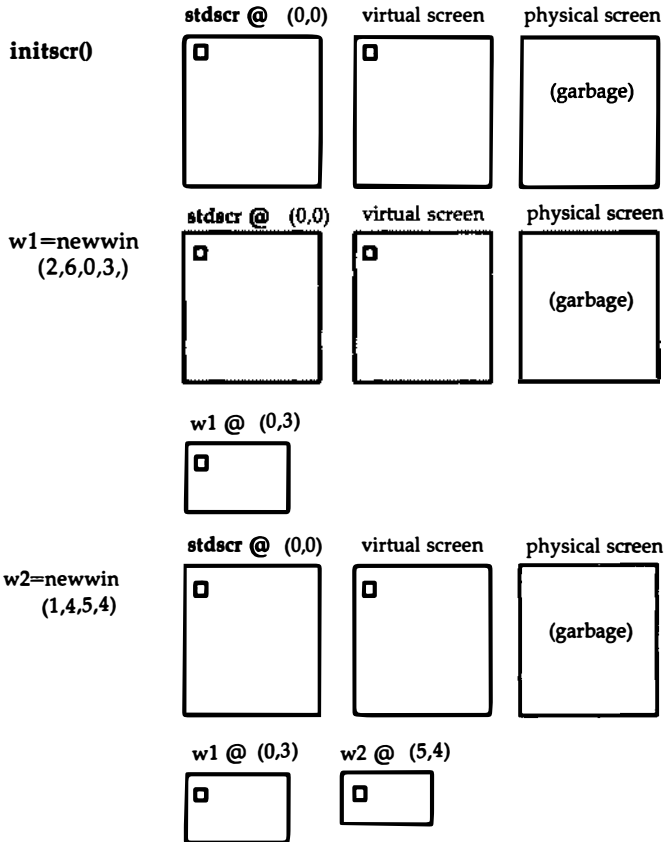 stdscr @ (0,0) virtual screen physical screen
initscr()
(garbage)
stdscr @ (0,0) virtual screen physical screen
w1=newwin
(2,6,0,3,)
(garbage)
w1 @ (0,3)
stdscr @ (0,0) virtual screen physical screen
w2=newwin
(1,4,5,4)
(garbage)
w1 @ (0,3) w2 @ (5,4)